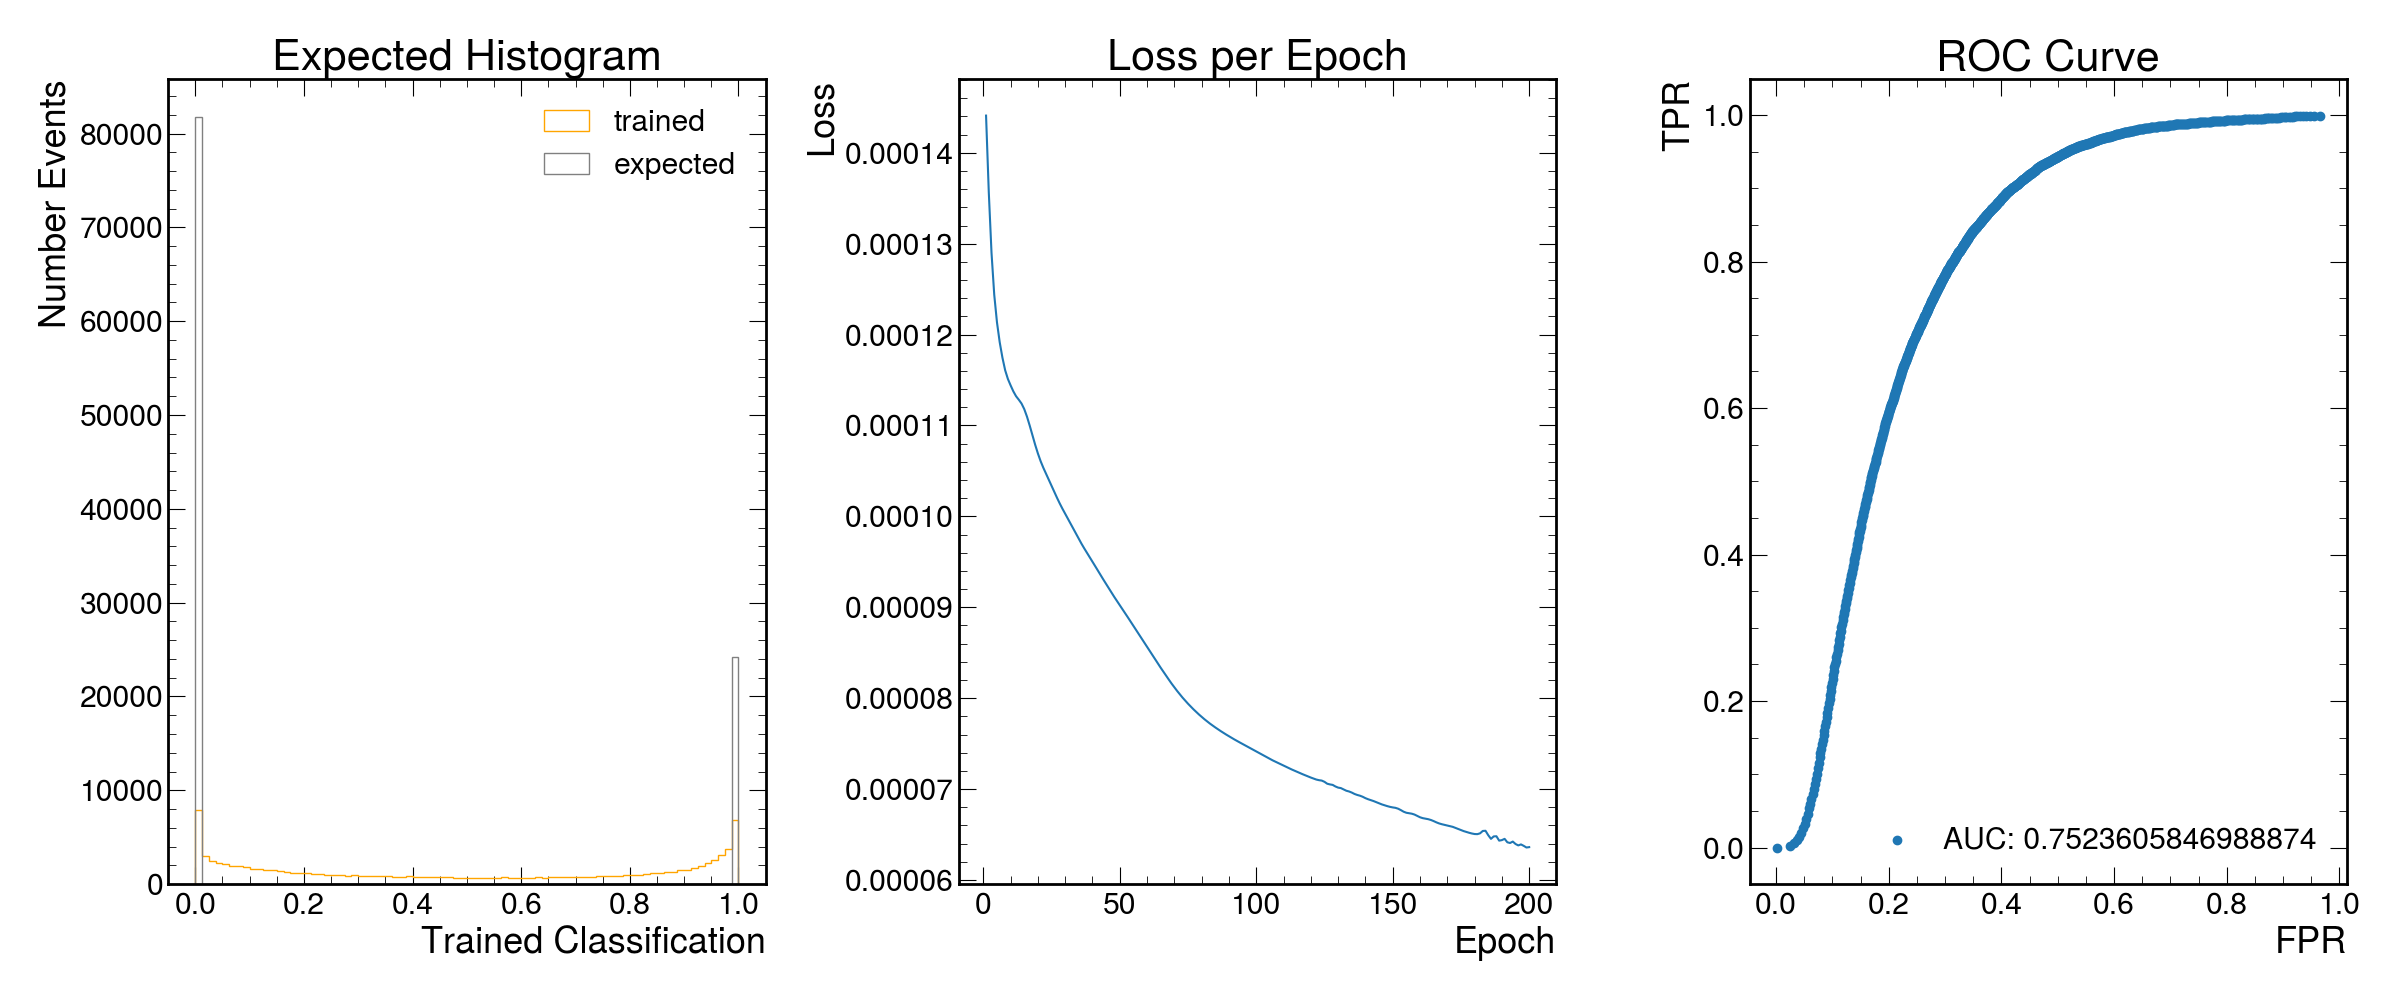 Expected Histogram
Number Events
80000
70000
60000
50000
40000
30000
20000
10000
0
trained
expected
0.0 0.2 0.4 0.6 0.8 1.0
Trained Classification
Loss per Epoch
Loss
0.00014
0.00013
0.00012
0.00011
0.00010
0.00009
0.00008
0.00007
0.00006
0 50 100 150 200
Epoch
ROC Curve
TPR
1.0
0.8
0.6
0.4
0.2
0.0
AUC: 0.7523605846988874
0.0 0.2 0.4 0.6 0.8 1.0
FPR